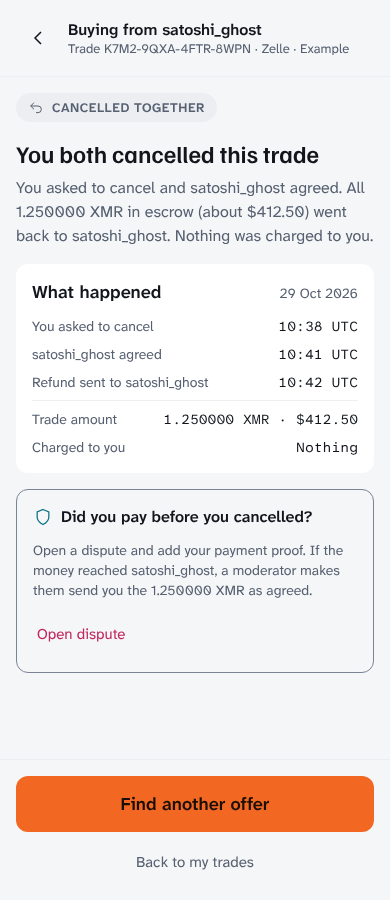 Buying from satoshi_ghost
Trade K7M2-9QXA-4FTR-8WPN · Zelle · Example
CANCELLED TOGETHER
You both cancelled this trade
You asked to cancel and satoshi_ghost agreed. All
1.250000 XMR in escrow (about $412.50) went
back to satoshi_ghost. Nothing was charged to you.
What happened
29 Oct 2026
You asked to cancel
10:38 UTC
satoshi_ghost agreed
10:41 UTC
Refund sent to satoshi_ghost
10:42 UTC
Trade amount
1.250000 XMR · $412.50
Charged to you
Nothing
Did you pay before you cancelled?
Open a dispute and add your payment proof. If the
money reached satoshi_ghost, a moderator makes
them send you the 1.250000 XMR as agreed.
Open dispute
Find another offer
Back to my trades